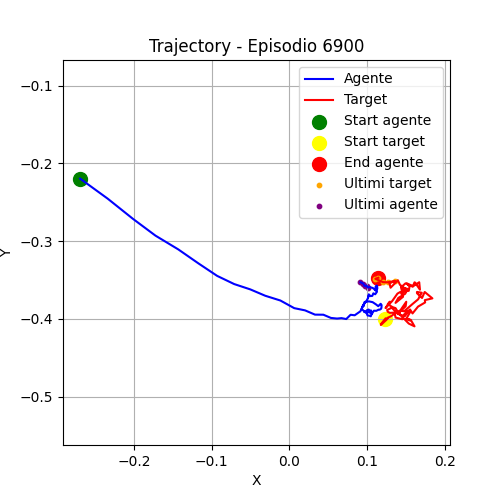 Trajectory - Episodio 6900
Agente
Target
Start agente
Start target
End agente
Ultimi target
Ultimi agente
−0.1
−0.2
−0.3
−0.4
−0.5
Y
−0.2
−0.1
0.0
0.1
0.2
X